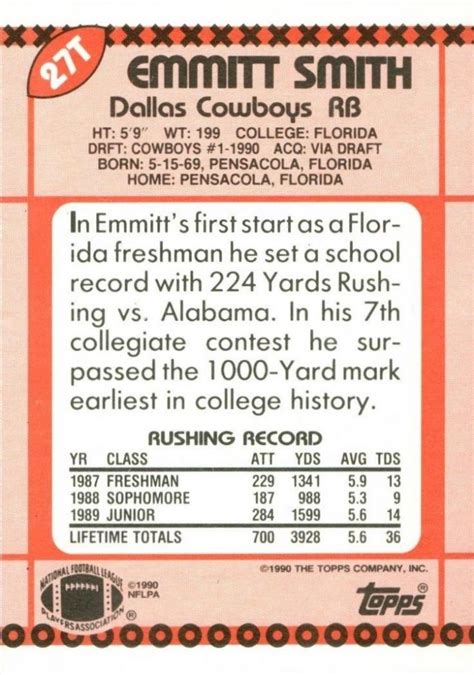 27T
EMMITT SMITH
Dallas Cowboys RB
HT: 5'9" WT: 199 COLLEGE: FLORIDA
DRFT: COWBOYS #1-1990 ACQ: VIA DRAFT
BORN: 5-15-69, PENSACOLA, FLORIDA
HOME: PENSACOLA, FLORIDA
In Emmitt's first start as a Flor-
ida freshman he set a school
record with 224 Yards Rush-
ing vs. Alabama. In his 7th
collegiate contest he sur-
passed the 1000-Yard mark
earliest in college history.
RUSHING RECORD
YR CLASS ATT YDS AVG TDS
1987 FRESHMAN 229 1341 5.9 13
1988 SOPHOMORE 187 988 5.3 9
1989 JUNIOR 284 1599 5.6 14
LIFETIME TOTALS 700 3928 5.6 36
©1990 THE TOPPS COMPANY, INC.
NATIONAL FOOTBALL LEAGUE
PLAYERS ASSOCIATION ®
©1990
NFLPA
topps ®